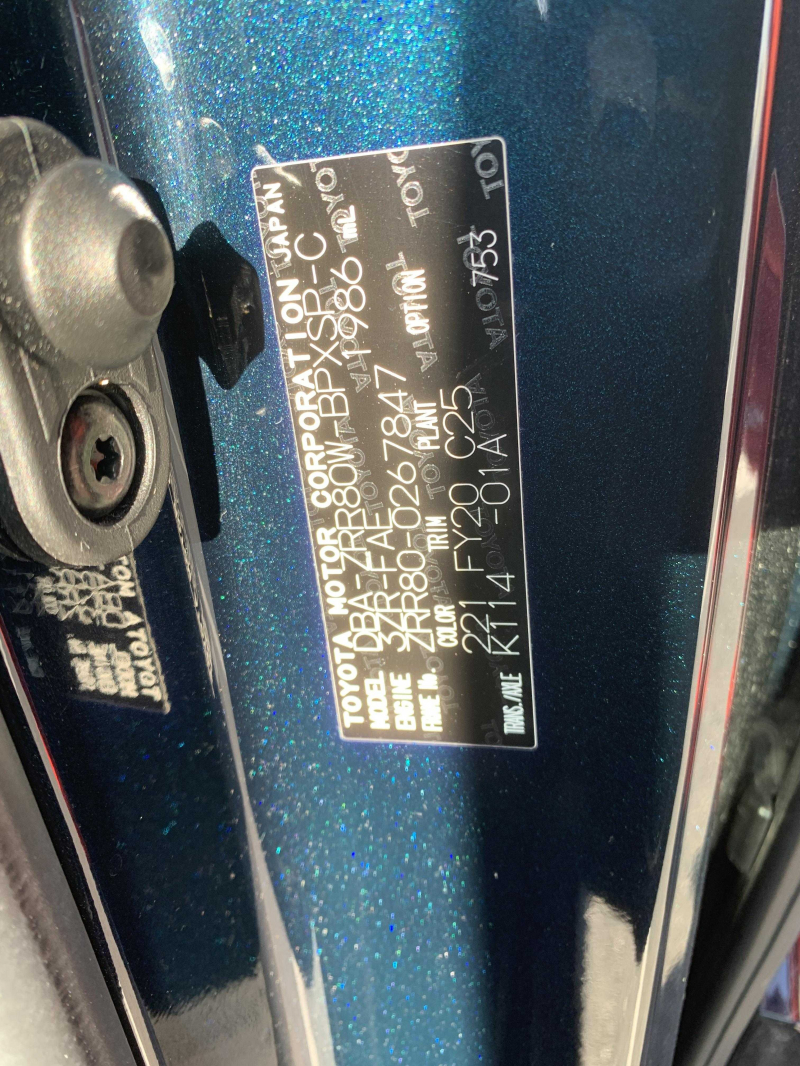 TOYOTA MOTOR CORPORATION JAPAN
MODEL DBA-ZRR80W-BPXSP-C
ENGINE 3ZR-FAE 1986 mL
FRAME No. ZRR80-0267847
COLOR TRIM PLANT OPTION
221 FY20 C25 753
TRANS./AXLE K114 -01A